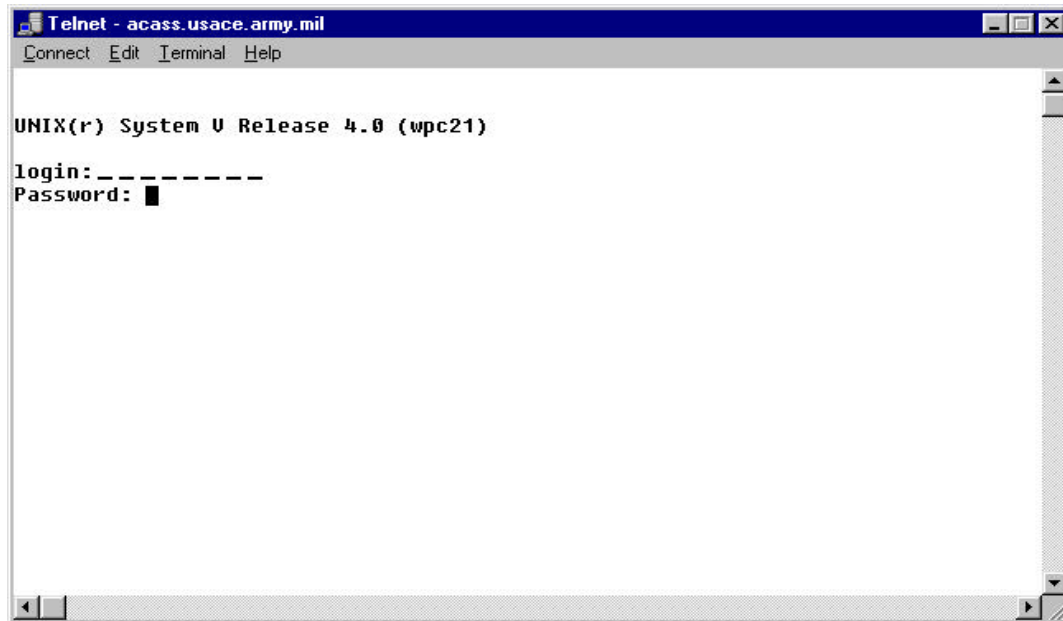 Telnet - acass.usace.army.mil
Connect Edit Terminal Help
UNIX(r) System V Release 4.0 (wpc21)
login:_ _ _ _ _ _ _ _
Password: